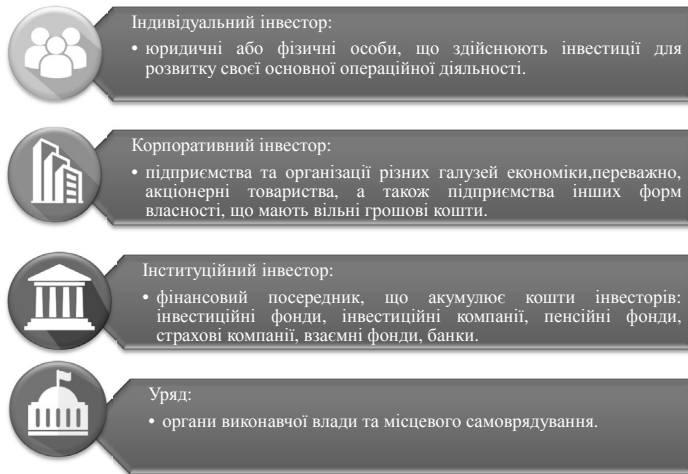 Індивідуальний інвестор:
• юридичні або фізичні особи, що здійснюють інвестиції для
розвитку своєї основної операційної діяльності.
Корпоративний інвестор:
• підприємства та організації різних галузей економіки,переважно,
акціонерні товариства, а також підприємства інших форм
власності, що мають вільні грошові кошти.
Інституційний інвестор:
• фінансовий посередник, що акумулює кошти інвесторів:
інвестиційні фонди, інвестиційні компанії, пенсійні фонди,
страхові компанії, взаємні фонди, банки.
Уряд:
• органи виконавчої влади та місцевого самоврядування.